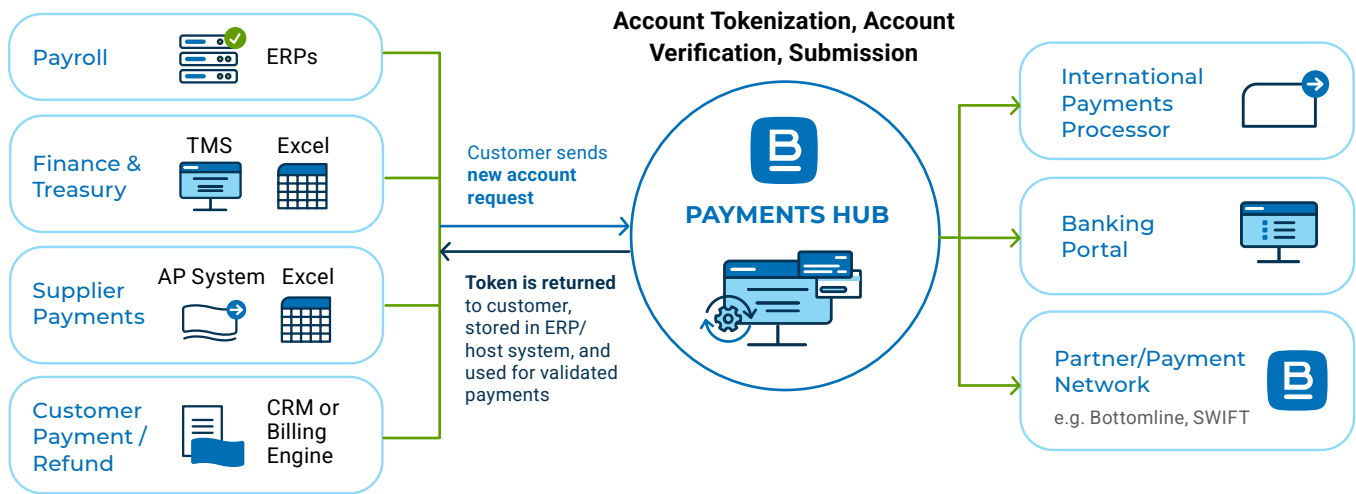 Account Tokenization, Account
Verification, Submission
Payroll
ERPs
Finance &
Treasury
TMS
Excel
Supplier
Payments
AP System
Excel
Customer
Payment /
Refund
CRM or
Billing
Engine
Customer sends
new account
request
Token is returned
to customer,
stored in ERP/
host system, and
used for validated
payments
B
PAYMENTS HUB
International
Payments
Processor
Banking
Portal
Partner/Payment
Network
e.g. Bottomline, SWIFT
B